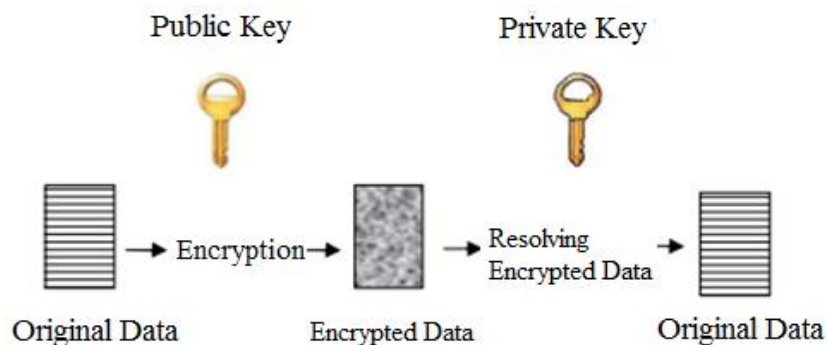 Public Key
Private Key
Encryption
Resolving
Encrypted Data
Original Data
Encrypted Data
Original Data